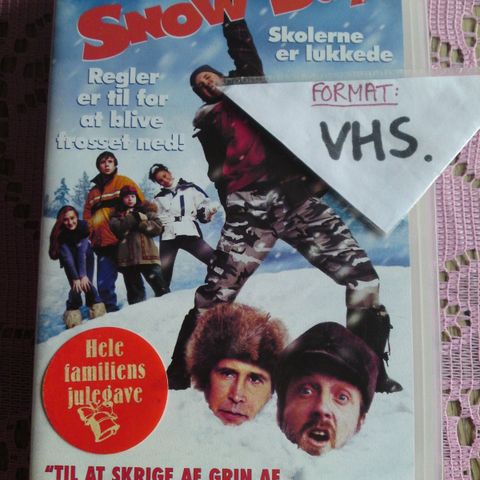 SNOW
Skolerne
er lukkede
Regler
er til for
at blive
frosset ned!
FORMAT:
VHS.
Hele
familiens
julegave
"TIL AT SKRIGE AF GRIN AF